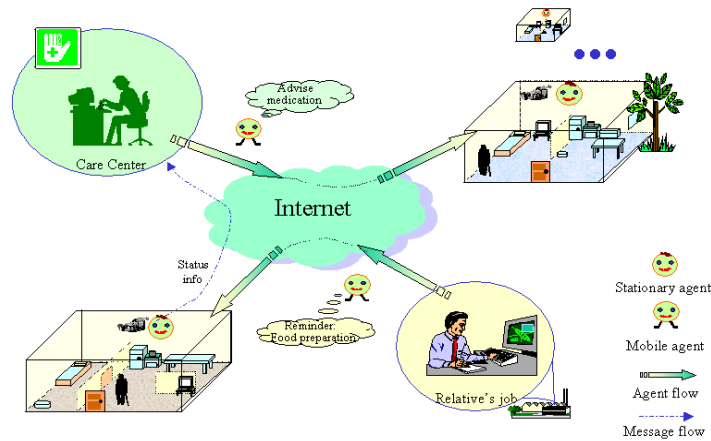 Advise
medication
Care Center
Internet
Status
info
Reminder:
Food preparation
Relative's job
Stationary agent
Mobile agent
Agent flow
Message flow